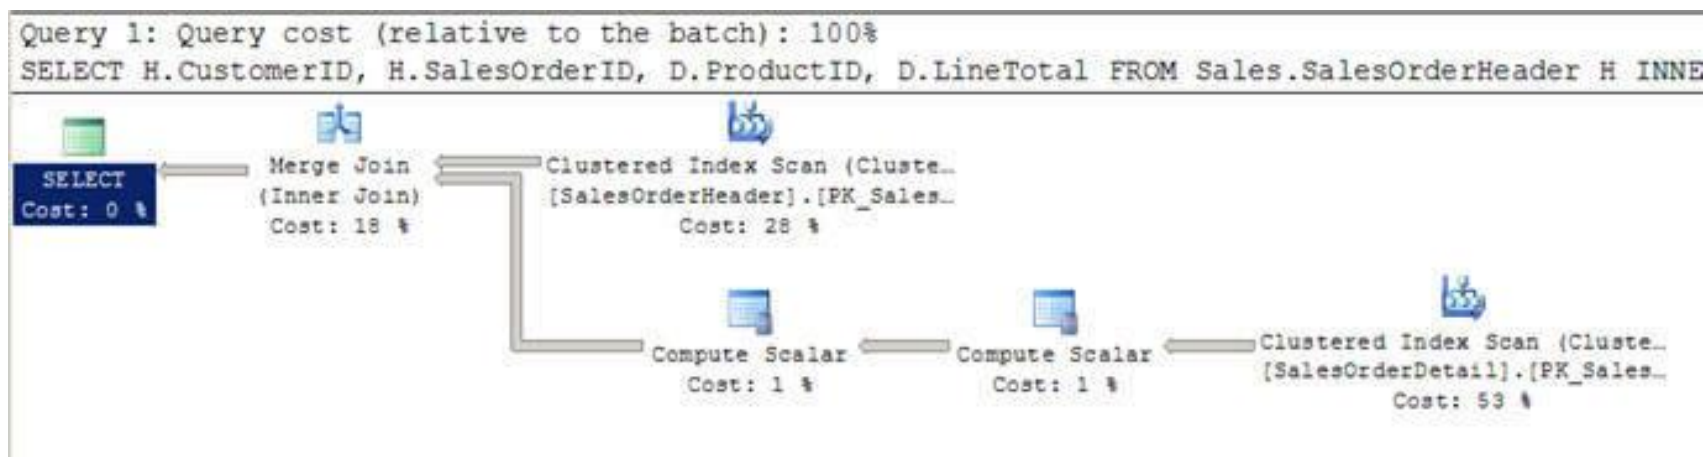 Query 1: Query cost (relative to the batch): 100%
SELECT H.CustomerID, H.SalesOrderID, D.ProductID, D.LineTotal FROM Sales.SalesOrderHeader H INNE
SELECT
Cost: 0 %
Merge Join
(Inner Join)
Cost: 18 %
Clustered Index Scan (Cluste…
[SalesOrderHeader].[PK_Sales…
Cost: 28 %
Compute Scalar
Cost: 1 %
Compute Scalar
Cost: 1 %
Clustered Index Scan (Cluste…
[SalesOrderDetail].[PK_Sales…
Cost: 53 %